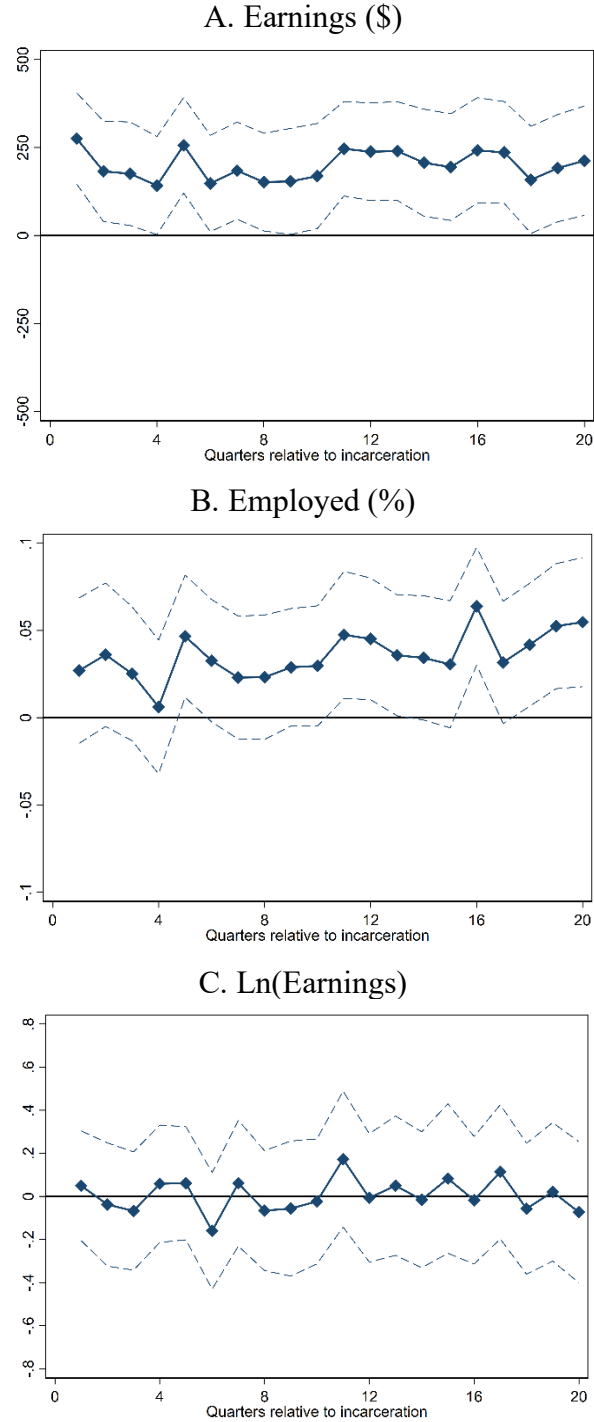 A. Earnings ($)
500
250
0
-250
-500
0 4 8 12 16 20
Quarters relative to incarceration
B. Employed (%)
.1
.05
0
-.05
-.1
0 4 8 12 16 20
Quarters relative to incarceration
C. Ln(Earnings)
.8
.6
.4
.2
0
-.2
-.4
-.6
-.8
0 4 8 12 16 20
Quarters relative to incarceration